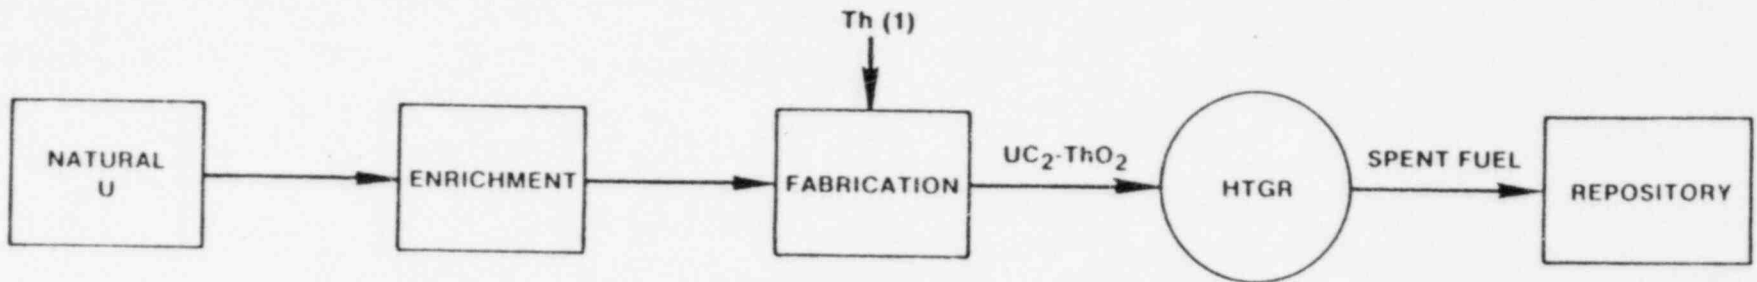 Th (1)
NATURAL
U
ENRICHMENT
FABRICATION
UC₂-ThO₂
HTGR
SPENT FUEL
REPOSITORY